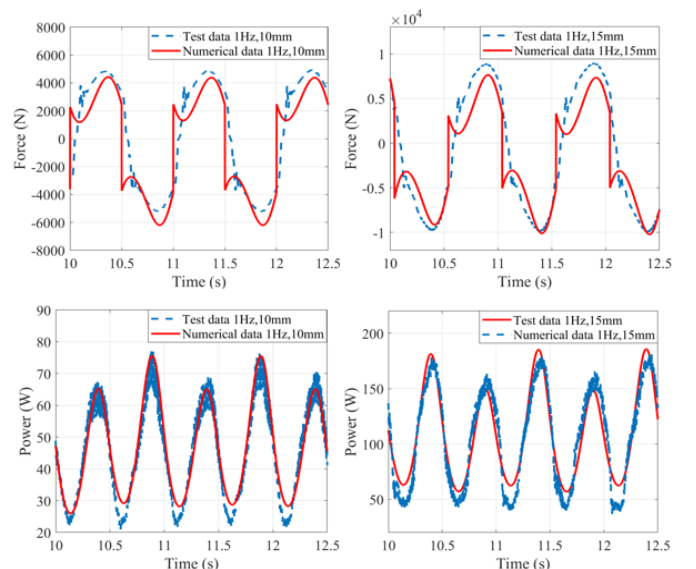 8000
6000
4000
2000
0
-2000
-4000
-6000
-8000
Force (N)
Test data 1Hz,10mm
Numerical data 1Hz,10mm
10 10.5 11 11.5 12 12.5
Time (s)
×10⁴
1
0.5
0
-0.5
-1
Force (N)
Test data 1Hz,15mm
Numerical data 1Hz,15mm
10 10.5 11 11.5 12 12.5
Time (s)
90
80
70
60
50
40
30
20
Power (W)
Test data 1Hz,10mm
Numerical data 1Hz,10mm
10 10.5 11 11.5 12 12.5
Time (s)
200
150
100
50
Power (W)
Test data 1Hz,15mm
Numerical data 1Hz,15mm
10 10.5 11 11.5 12 12.5
Time (s)